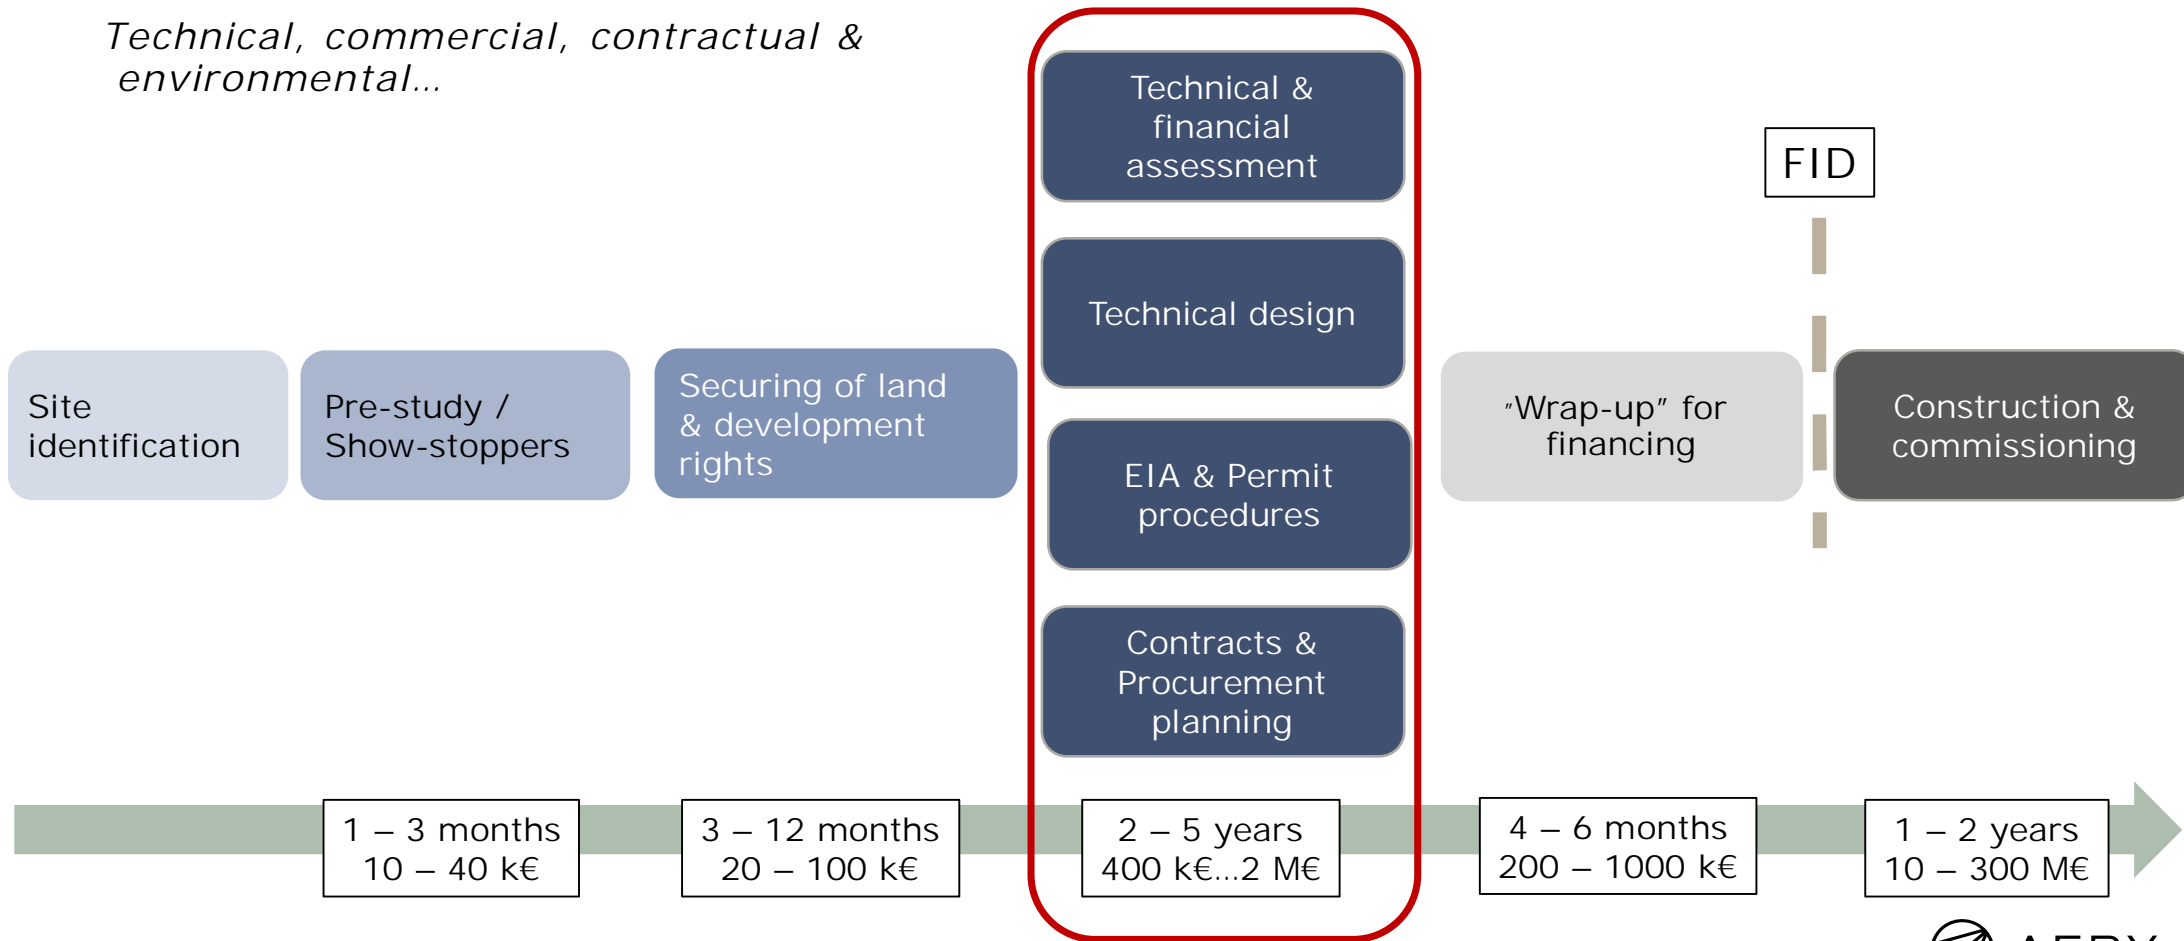 Technical, commercial, contractual &
environmental…
Technical &
financial
assessment
FID
Technical design
Site
identification
Pre-study /
Show-stoppers
Securing of land
& development
rights
EIA & Permit
procedures
"Wrap-up" for
financing
Construction &
commissioning
Contracts &
Procurement
planning
1 – 3 months
10 – 40 k€
3 – 12 months
20 – 100 k€
2 – 5 years
400 k€…2 M€
4 – 6 months
200 – 1000 k€
1 – 2 years
10 – 300 M€